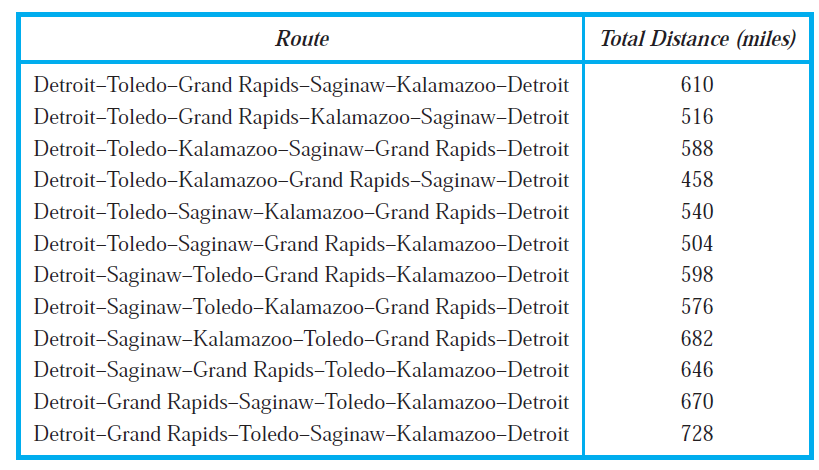 Route Total Distance (miles)
Detroit–Toledo–Grand Rapids–Saginaw–Kalamazoo–Detroit 610
Detroit–Toledo–Grand Rapids–Kalamazoo–Saginaw–Detroit 516
Detroit–Toledo–Kalamazoo–Saginaw–Grand Rapids–Detroit 588
Detroit–Toledo–Kalamazoo–Grand Rapids–Saginaw–Detroit 458
Detroit–Toledo–Saginaw–Kalamazoo–Grand Rapids–Detroit 540
Detroit–Toledo–Saginaw–Grand Rapids–Kalamazoo–Detroit 504
Detroit–Saginaw–Toledo–Grand Rapids–Kalamazoo–Detroit 598
Detroit–Saginaw–Toledo–Kalamazoo–Grand Rapids–Detroit 576
Detroit–Saginaw–Kalamazoo–Toledo–Grand Rapids–Detroit 682
Detroit–Saginaw–Grand Rapids–Toledo–Kalamazoo–Detroit 646
Detroit–Grand Rapids–Saginaw–Toledo–Kalamazoo–Detroit 670
Detroit–Grand Rapids–Toledo–Saginaw–Kalamazoo–Detroit 728